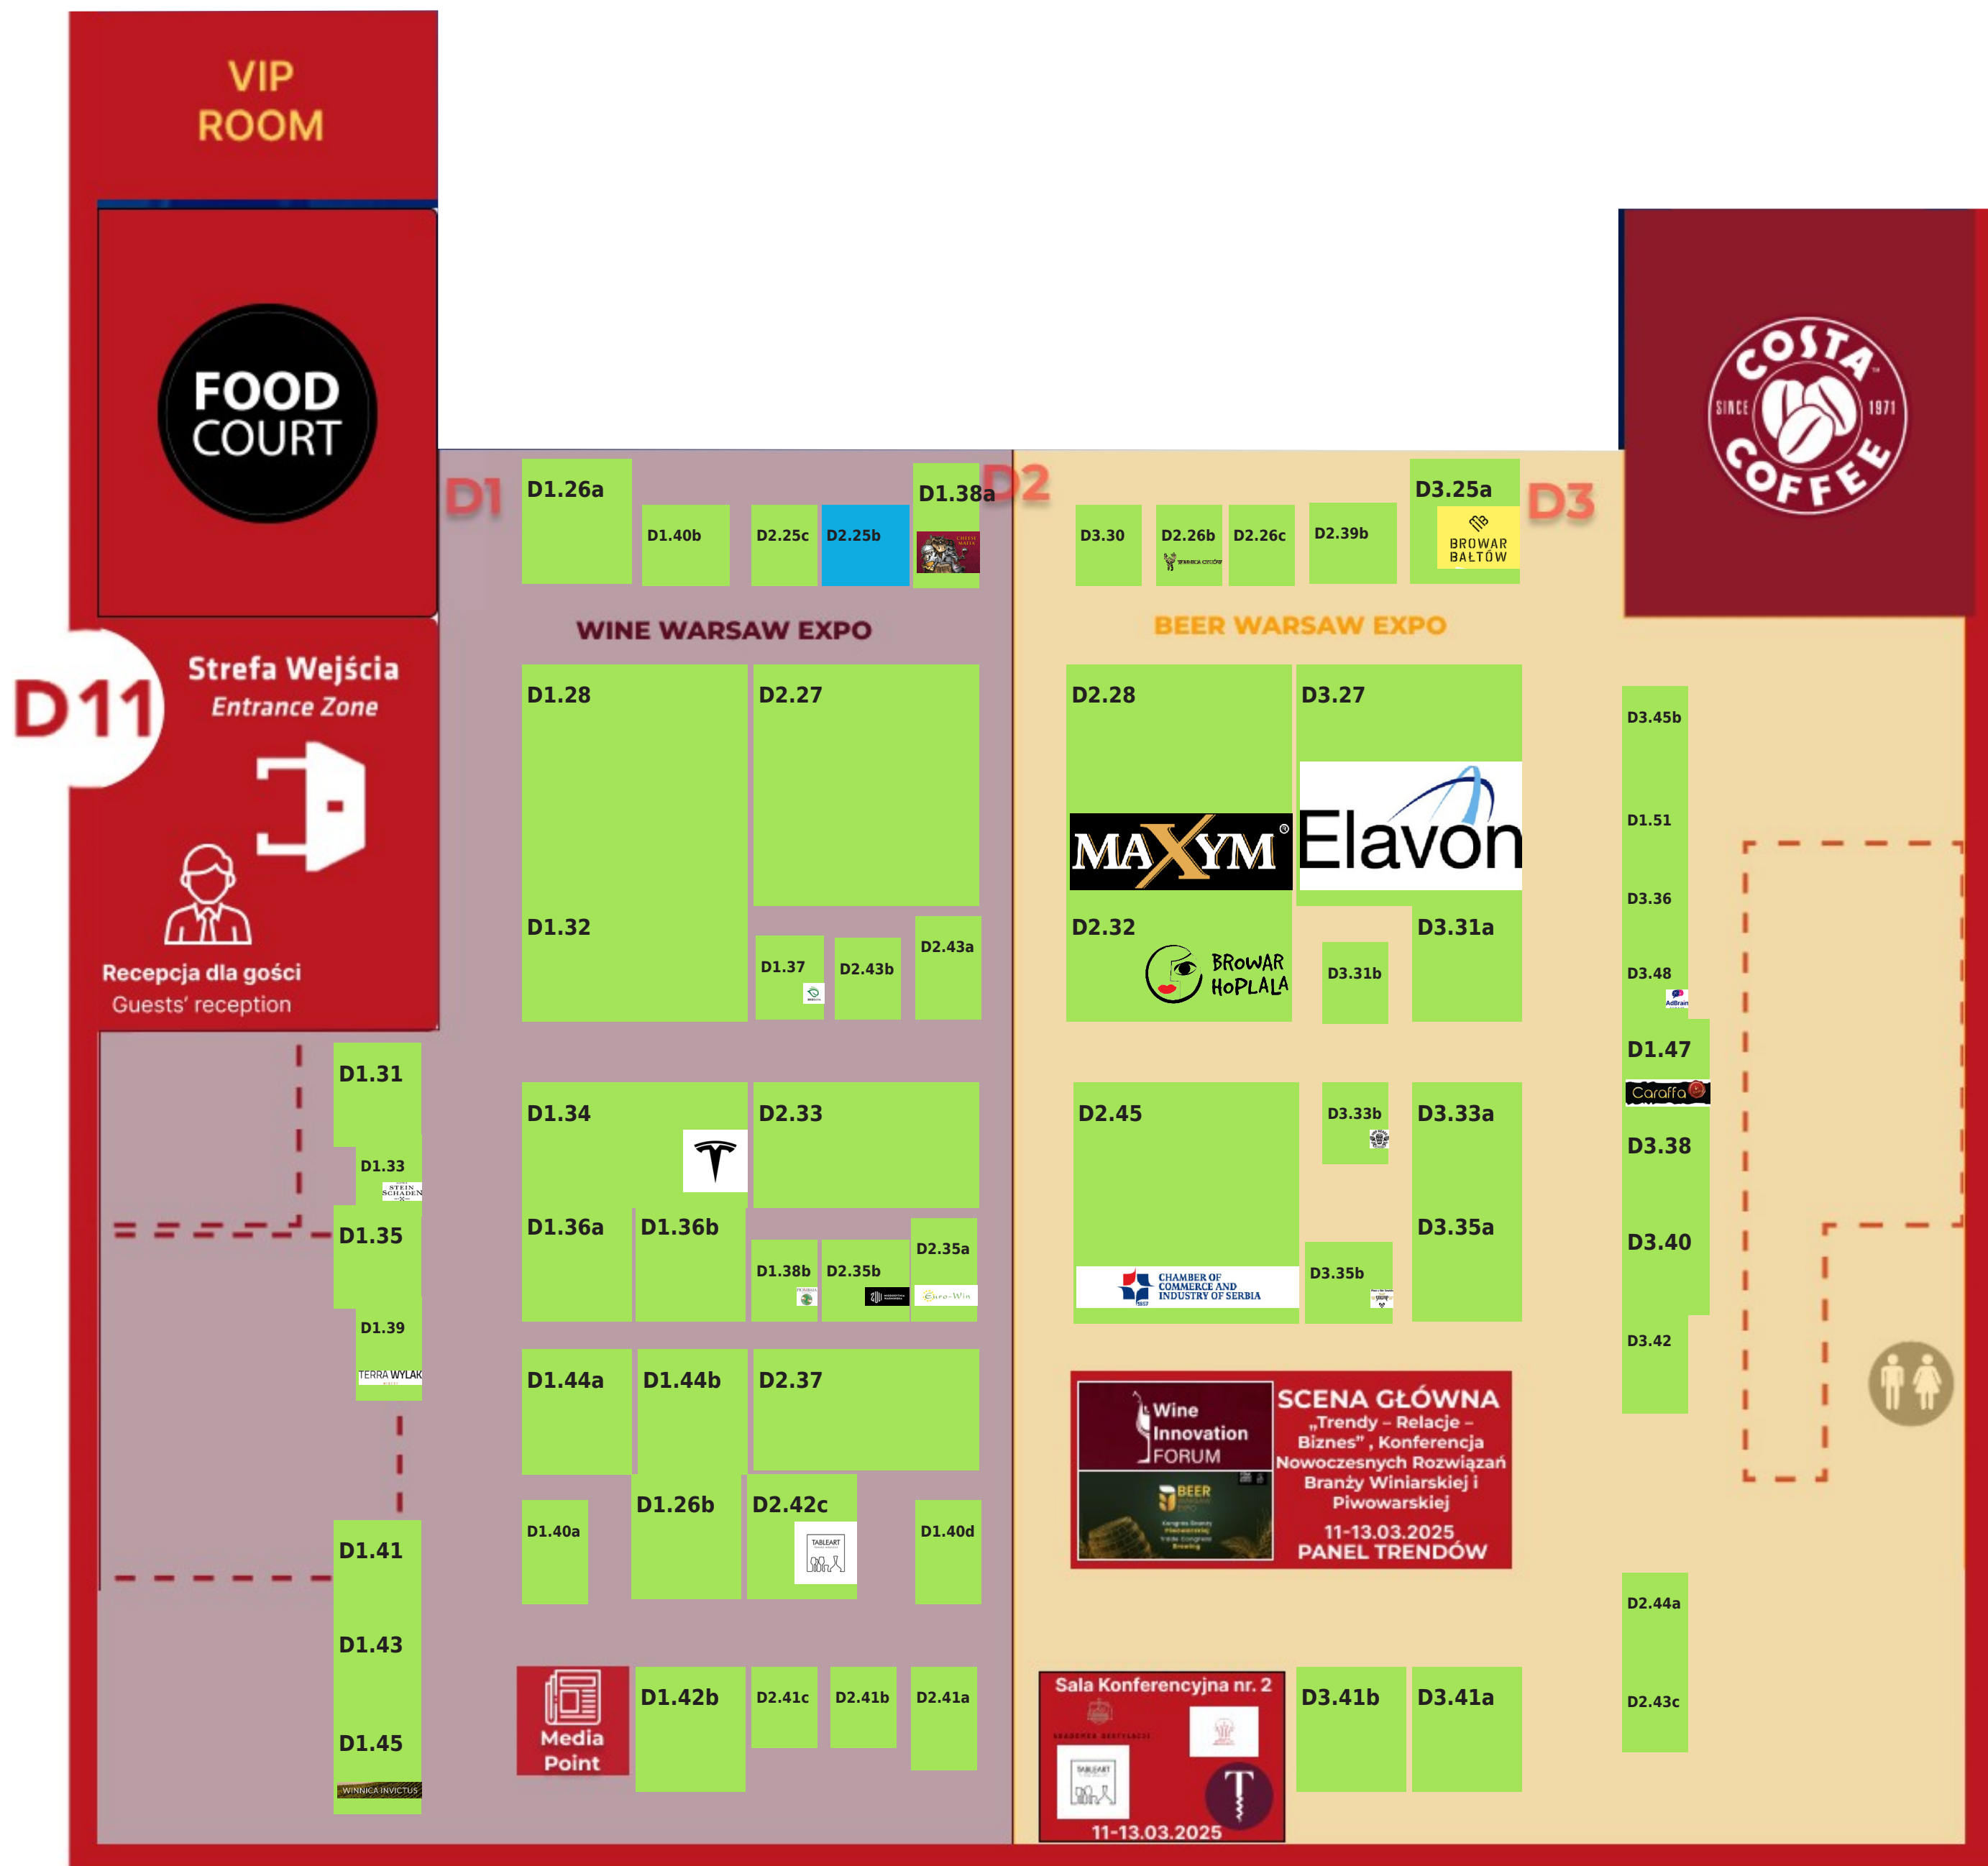 VIP
ROOM
FOOD
COURT
COSTA
SINCE
1971
COFFEE
D1
D1.26a
D1.40b
D2.25c
D2.25b
D1.38a
D2
D3.30
D2.26b
D2.26c
D2.39b
D3.25a
BROWAR
BAŁTÓW
D3
WINE WARSAW EXPO
BEER WARSAW EXPO
D11
Strefa Wejścia
Entrance Zone
Recepcja dla gości
Guests' reception
D1.28
D2.27
D2.28
D3.27
MAXYM®
Elavon
D1.32
D1.37
D2.43b
D2.43a
D2.32
BROWAR
HOPLALA
D3.31b
D3.31a
D3.45b
D1.51
D3.36
D3.48
AdBrain
D1.47
Caraffa
D3.38
D3.40
D3.42
D1.31
D1.33
STEIN
SCHADEN
D1.35
D1.39
TERRA WYLAK
D1.34
D2.33
D2.45
D3.33b
D3.33a
D1.36a
D1.36b
D1.38b
D2.35b
D2.35a
Euro-Win
CHAMBER OF
COMMERCE AND
INDUSTRY OF SERBIA
D3.35b
D3.35a
D1.44a
D1.44b
D2.37
D1.40a
D1.26b
D2.42c
TABLEART
D1.40d
Wine
Innovation
FORUM
BEER
WARSAW
EXPO
SCENA GŁÓWNA
„Trendy – Relacje –
Biznes” , Konferencja
Nowoczesnych Rozwiązań
Branży Winiarskiej i
Piwowarskiej
11-13.03.2025
PANEL TRENDÓW
D1.41
D1.43
D1.45
WINNICA INVICTUS
Media
Point
D1.42b
D2.41c
D2.41b
D2.41a
Sala Konferencyjna nr. 2
AKADEMIA DESTYLACJI
TABLEART
11-13.03.2025
D3.41b
D3.41a
D2.44a
D2.43c